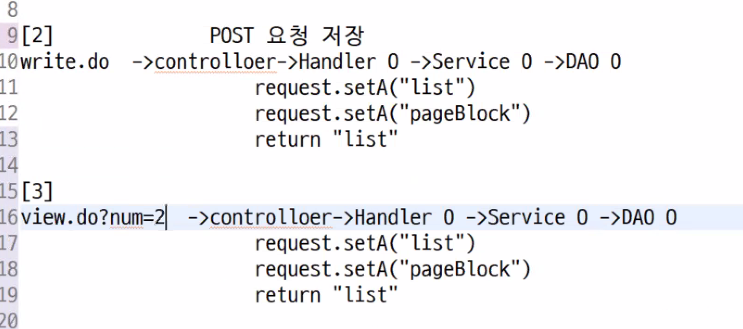 8
9 [2] POST 요청 저장
10 write.do ->controlloer->Handler O ->Service O ->DAO O
11 request.setA("list")
12 request.setA("pageBlock")
13 return "list"
14
15 [3]
16 view.do?num=2 ->controlloer->Handler O ->Service O ->DAO O
17 request.setA("list")
18 request.setA("pageBlock")
19 return "list"
20